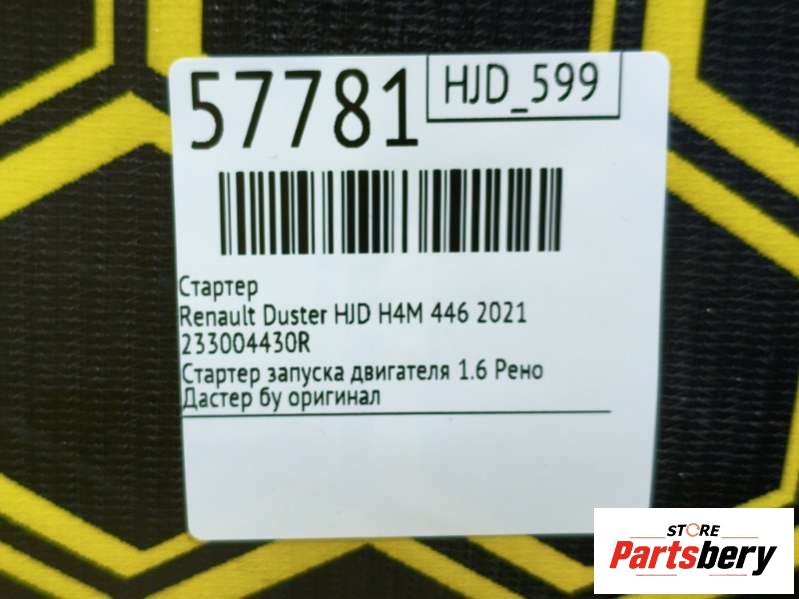 57781
HJD_599
Стартер
Renault Duster HJD H4M 446 2021
233004430R
Стартер запуска двигателя 1.6 Рено
Дастер бу оригинал
STORE
Partsbery